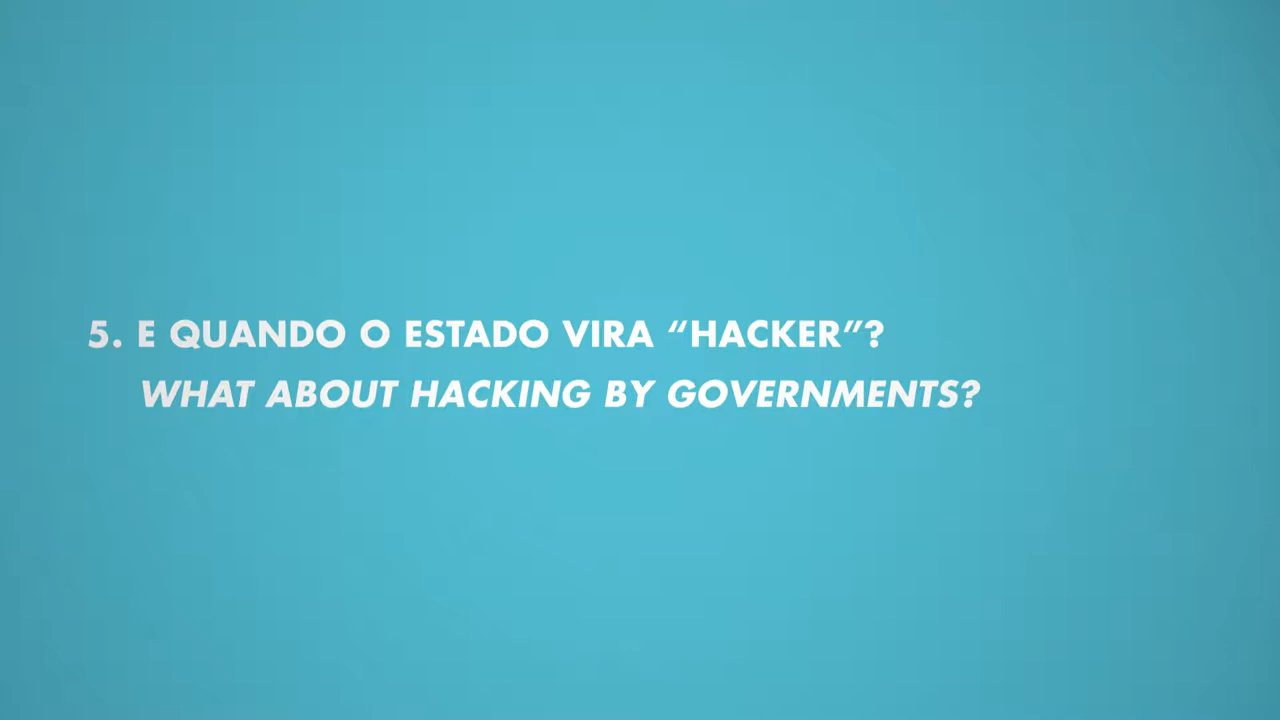 5. E QUANDO O ESTADO VIRA “HACKER”?
WHAT ABOUT HACKING BY GOVERNMENTS?